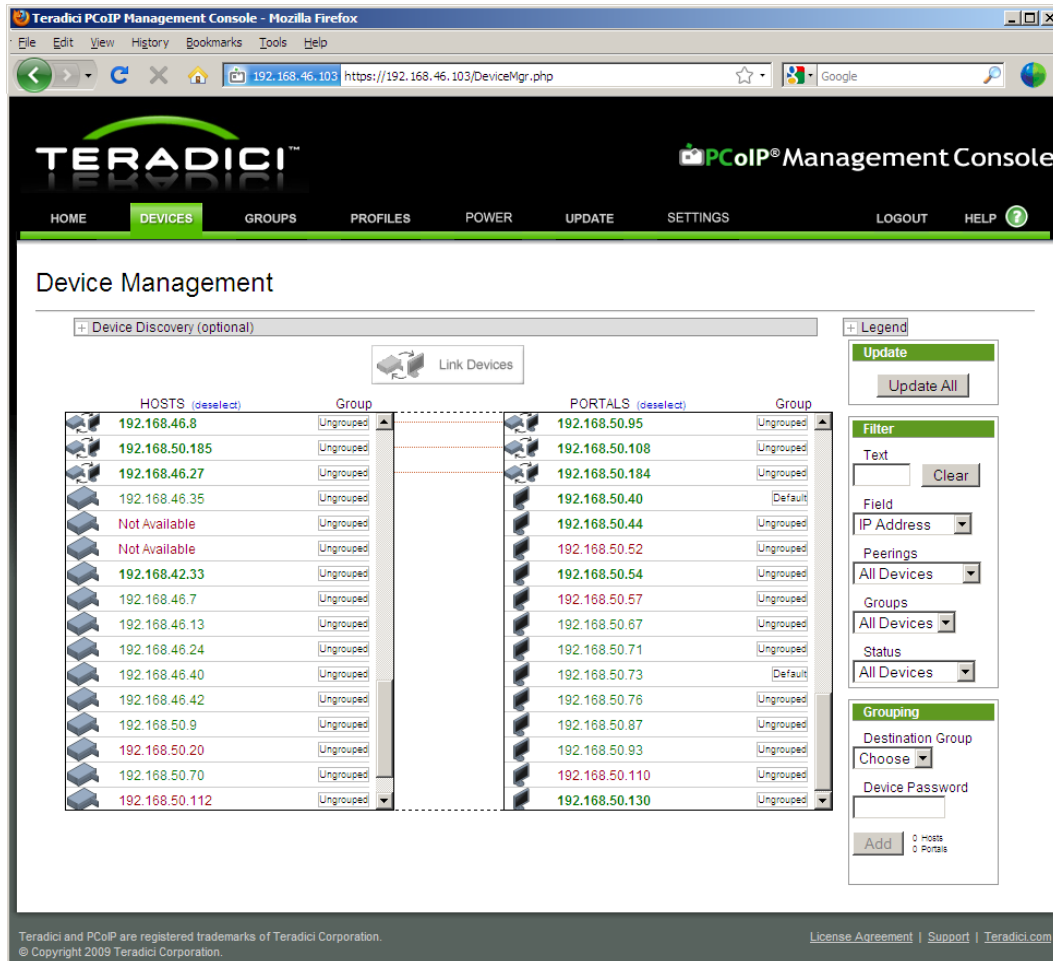 Teradici PCoIP Management Console - Mozilla Firefox
File Edit View History Bookmarks Tools Help
192.168.46.103 https://192.168.46.103/DeviceMgr.php Google
TERADICI™ PCoIP® Management Console
HOME DEVICES GROUPS PROFILES POWER UPDATE SETTINGS LOGOUT HELP ?
Device Management
+ Device Discovery (optional) + Legend
Link Devices
HOSTS (deselect) Group PORTALS (deselect) Group
192.168.46.8 Ungrouped 192.168.50.95 Ungrouped
192.168.50.185 Ungrouped 192.168.50.108 Ungrouped
192.168.46.27 Ungrouped 192.168.50.184 Ungrouped
192.168.46.35 Ungrouped 192.168.50.40 Default
Not Available Ungrouped 192.168.50.44 Ungrouped
Not Available Ungrouped 192.168.50.52 Ungrouped
192.168.42.33 Ungrouped 192.168.50.54 Ungrouped
192.168.46.7 Ungrouped 192.168.50.57 Ungrouped
192.168.46.13 Ungrouped 192.168.50.67 Ungrouped
192.168.46.24 Ungrouped 192.168.50.71 Ungrouped
192.168.46.40 Ungrouped 192.168.50.73 Default
192.168.46.42 Ungrouped 192.168.50.76 Ungrouped
192.168.50.9 Ungrouped 192.168.50.87 Ungrouped
192.168.50.20 Ungrouped 192.168.50.93 Ungrouped
192.168.50.70 Ungrouped 192.168.50.110 Ungrouped
192.168.50.112 Ungrouped 192.168.50.130 Ungrouped
Update
Update All
Filter
Text
Clear
Field
IP Address
Peerings
All Devices
Groups
All Devices
Status
All Devices
Grouping
Destination Group
Choose
Device Password
Add 0 Hosts
0 Portals
Teradici and PCoIP are registered trademarks of Teradici Corporation.
© Copyright 2009 Teradici Corporation.
License Agreement | Support | Teradici.com